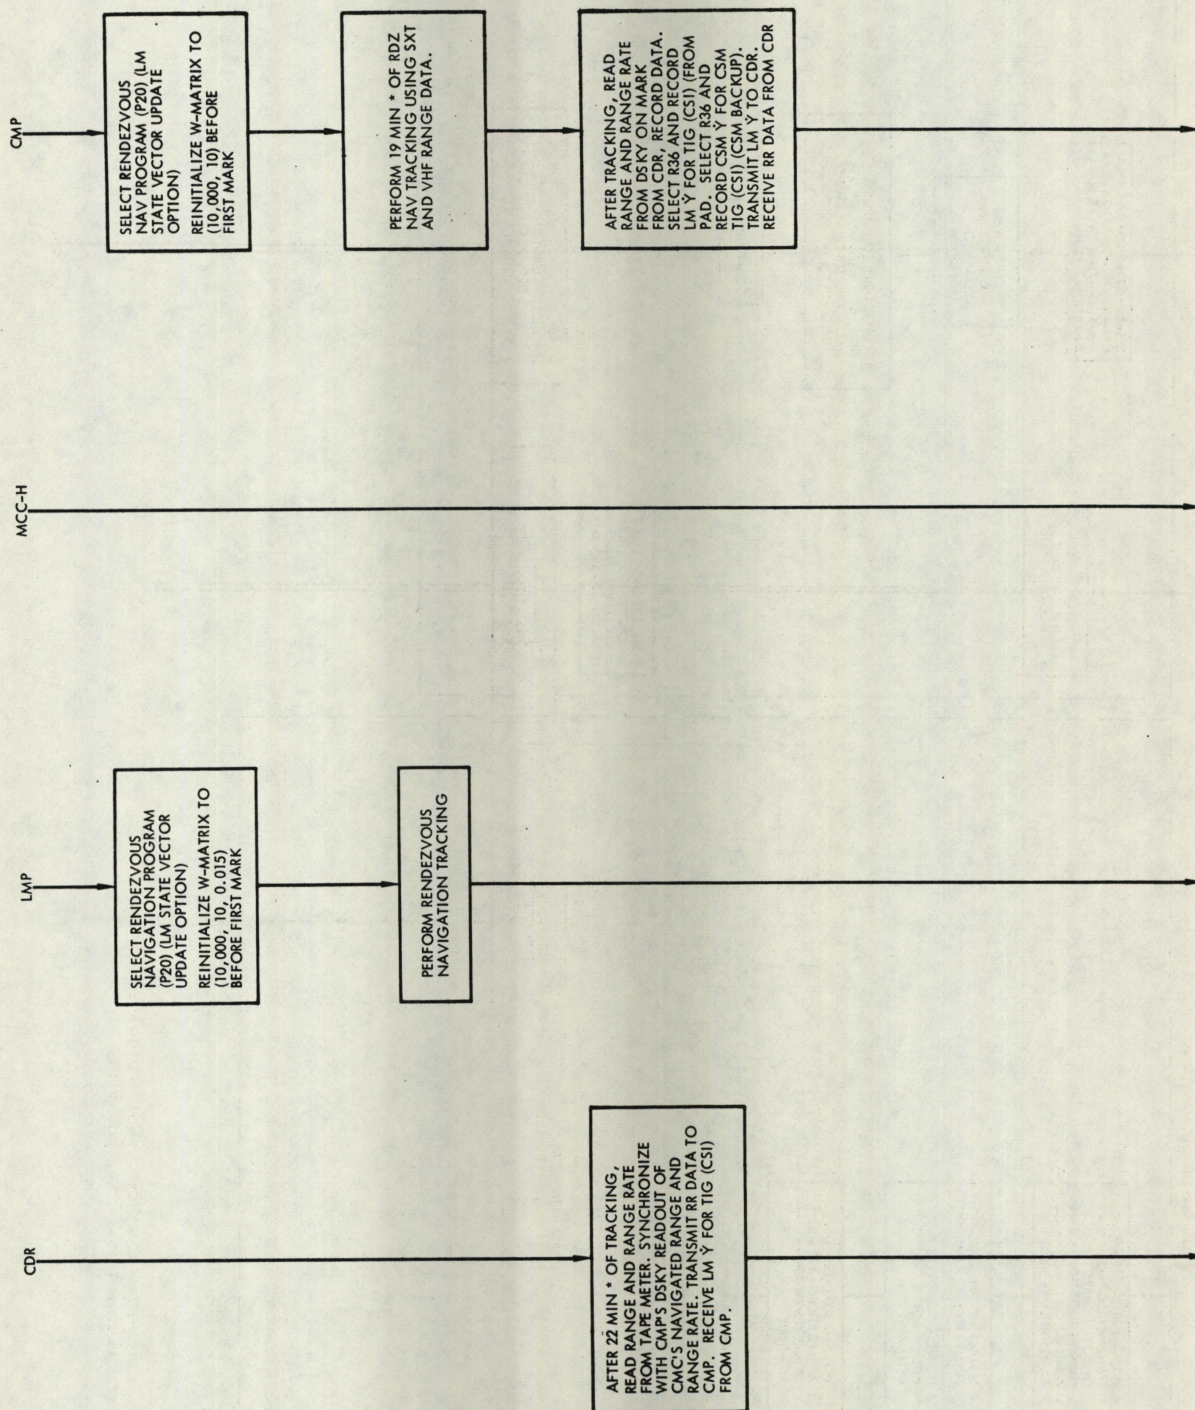 CMP
SELECT RENDEZVOUS
NAV PROGRAM (P20) (LM
STATE VECTOR UPDATE
OPTION)
REINITIALIZE W-MATRIX TO
(10,000, 10) BEFORE
FIRST MARK
PERFORM 19 MIN * OF RDZ
NAV TRACKING USING SXT
AND VHF RANGE DATA.
AFTER TRACKING, READ
RANGE AND RANGE RATE
FROM DSKY ON MARK
FROM CDR, RECORD DATA.
SELECT R36 AND RECORD
LM Ẏ FOR TIG (CSI) (FROM
PAD. SELECT R36 AND
RECORD CSM Ẏ FOR CSM
TIG (CSI) (CSM BACKUP).
TRANSMIT LM Ẏ TO CDR.
RECEIVE RR DATA FROM CDR
MCC-H
LMP
SELECT RENDEZVOUS
NAVIGATION PROGRAM
(P20) (LM STATE VECTOR
UPDATE OPTION)
REINITIALIZE W-MATRIX TO
(10,000, 10, 0.015)
BEFORE FIRST MARK
PERFORM RENDEZVOUS
NAVIGATION TRACKING
CDR
AFTER 22 MIN * OF TRACKING,
READ RANGE AND RANGE RATE
FROM TAPE METER. SYNCHRONIZE
WITH CMP'S DSKY READOUT OF
CMC'S NAVIGATED RANGE AND
RANGE RATE. TRANSMIT RR DATA TO
CMP. RECEIVE LM Ẏ FOR TIG (CSI)
FROM CMP.